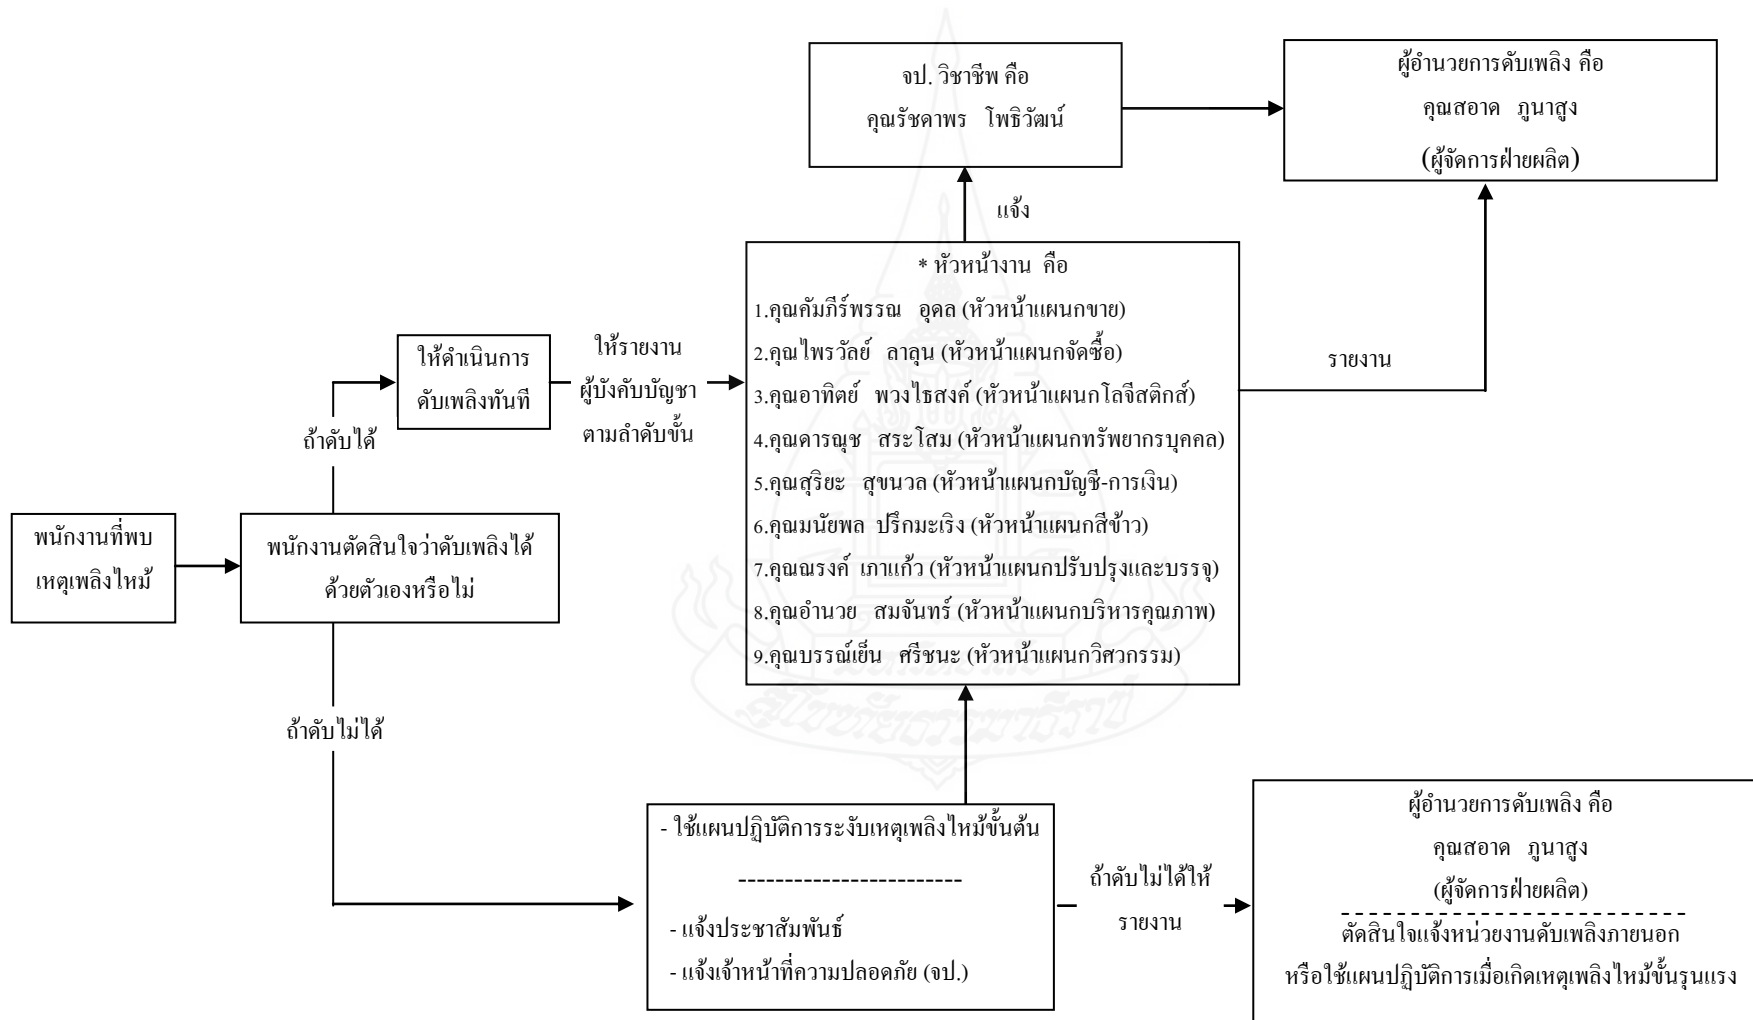 จป. วิชาชีพ คือ
คุณรัชดาพร โพธิวัฒน์
ผู้อำนวยการดับเพลิง คือ
คุณสอาด ภูนาสูง
(ผู้จัดการฝ่ายผลิต)
แจ้ง
* หัวหน้างาน คือ
1.คุณคัมภีร์พรรณ อุดล (หัวหน้าแผนกขาย)
2.คุณไพรวัลย์ ลาลุน (หัวหน้าแผนกจัดซื้อ)
3.คุณอาทิตย์ พวงไธสงค์ (หัวหน้าแผนกโลจีสติกส์)
4.คุณดารณุช สระโสม (หัวหน้าแผนกทรัพยากรบุคคล)
5.คุณสุริยะ สุขนวล (หัวหน้าแผนกบัญชี-การเงิน)
6.คุณมนัยพล ปรึกมะเริง (หัวหน้าแผนกสีข้าว)
7.คุณณรงค์ เภาแก้ว (หัวหน้าแผนกปรับปรุงและบรรจุ)
8.คุณอำนวย สมจันทร์ (หัวหน้าแผนกบริหารคุณภาพ)
9.คุณบรรณ์เย็น ศรีชนะ (หัวหน้าแผนกวิศวกรรม)
รายงาน
ให้ดำเนินการ
ดับเพลิงทันที
ให้รายงาน
ผู้บังคับบัญชา
ตามลำดับขั้น
ถ้าดับได้
พนักงานที่พบ
เหตุเพลิงไหม้
พนักงานตัดสินใจว่าดับเพลิงได้
ด้วยตัวเองหรือไม่
ถ้าดับไม่ได้
- ใช้แผนปฏิบัติการระงับเหตุเพลิงไหม้ขั้นต้น
- แจ้งประชาสัมพันธ์
- แจ้งเจ้าหน้าที่ความปลอดภัย (จป.)
ถ้าดับไม่ได้ให้
รายงาน
ผู้อำนวยการดับเพลิง คือ
คุณสอาด ภูนาสูง
(ผู้จัดการฝ่ายผลิต)
ตัดสินใจแจ้งหน่วยงานดับเพลิงภายนอก
หรือใช้แผนปฏิบัติการเมื่อเกิดเหตุเพลิงไหม้ขั้นรุนแรง
มหาวิทยาลัย
สุโขทัยธรรมาธิราช